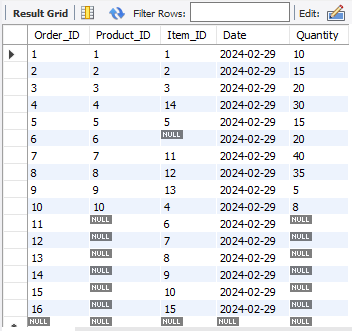 Result Grid Filter Rows: Edit:
Order_ID Product_ID Item_ID Date Quantity
1 1 1 2024-02-29 10
2 2 2 2024-02-29 15
3 3 3 2024-02-29 20
4 4 14 2024-02-29 30
5 5 5 2024-02-29 15
6 6 NULL 2024-02-29 20
7 7 11 2024-02-29 40
8 8 12 2024-02-29 35
9 9 13 2024-02-29 5
10 10 4 2024-02-29 8
11 NULL 6 2024-02-29 NULL
12 NULL 7 2024-02-29 NULL
13 NULL 8 2024-02-29 NULL
14 NULL 9 2024-02-29 NULL
15 NULL 10 2024-02-29 NULL
16 NULL 15 2024-02-29 NULL
NULL NULL NULL NULL NULL